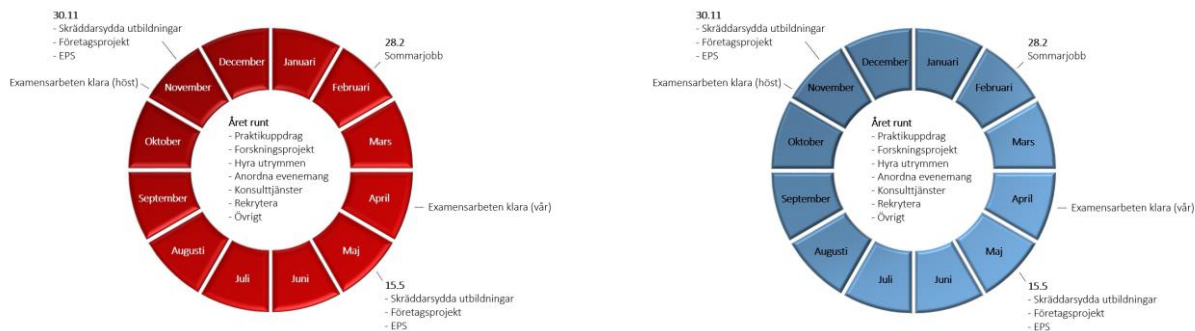 30.11
- Skräddarsydda utbildningar
- Företagsprojekt
- EPS
28.2
Sommarjobb
Examensarbeten klara (höst)
December
Januari
November
Februari
Oktober
Mars
September
April
Augusti
Maj
Juli
Juni
Året runt
- Praktikuppdrag
- Forskningsprojekt
- Hyra utrymmen
- Anordna evenemang
- Konsulttjänster
- Rekrytera
- Övrigt
Examensarbeten klara (vår)
15.5
- Skräddarsydda utbildningar
- Företagsprojekt
- EPS
30.11
- Skräddarsydda utbildningar
- Företagsprojekt
- EPS
28.2
Sommarjobb
Examensarbeten klara (höst)
December
Januari
November
Februari
Oktober
Mars
September
April
Augusti
Maj
Juli
Juni
Året runt
- Praktikuppdrag
- Forskningsprojekt
- Hyra utrymmen
- Anordna evenemang
- Konsulttjänster
- Rekrytera
- Övrigt
Examensarbeten klara (vår)
15.5
- Skräddarsydda utbildningar
- Företagsprojekt
- EPS